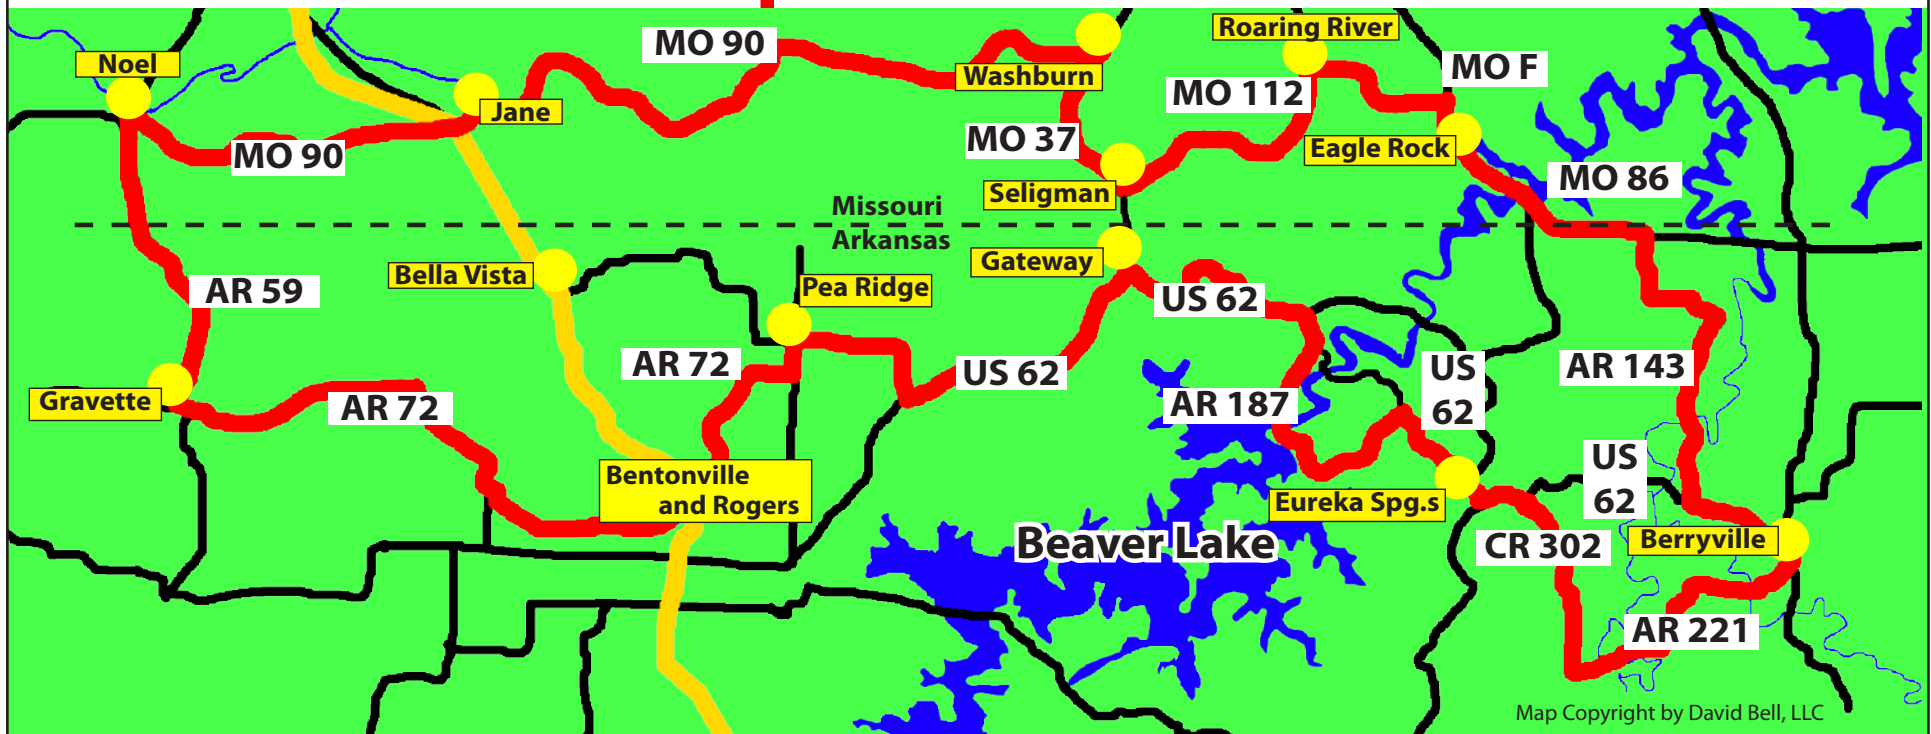 Roaring River
MO 90
Noel
MO F
Washburn
MO 112
Jane
MO 37
Eagle Rock
MO 90
MO 86
Seligman
Missouri
Arkansas
Gateway
Bella Vista
AR 59
Pea Ridge
US 62
AR 72
US 62
US
62
AR 143
Gravette
AR 72
AR 187
Bentonville
and Rogers
US
62
Eureka Spg.s
Beaver Lake
CR 302
Berryville
AR 221
Map Copyright by David Bell, LLC